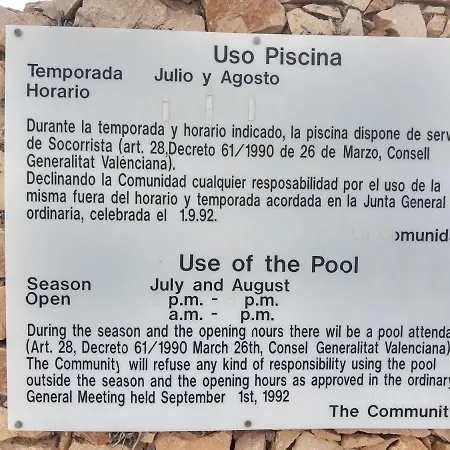 Uso Piscina
Temporada Julio y Agosto
Horario
Durante la temporada y horario indicado, la piscina dispone de serv
de Socorrista (art. 28,Decreto 61/1990 de 26 de Marzo, Consell
Generalitat Valenciana).
Declinando la Comunidad cualquier resposabilidad por el uso de la
misma fuera del horario y temporada acordada en la Junta General
ordinaria, celebrada el 1.9.92.
La Comunida
Use of the Pool
Season July and August
Open p.m. - p.m.
a.m. - p.m.
During the season and the opening hours there wil be a pool attenda
(Art. 28, Decreto 61/1990 March 26th, Consel Generalitat Valenciana)
The Community will refuse any kind of responsibility using the pool
outside the season and the opening hours as approved in the ordinary
General Meeting held September 1st, 1992
The Communit